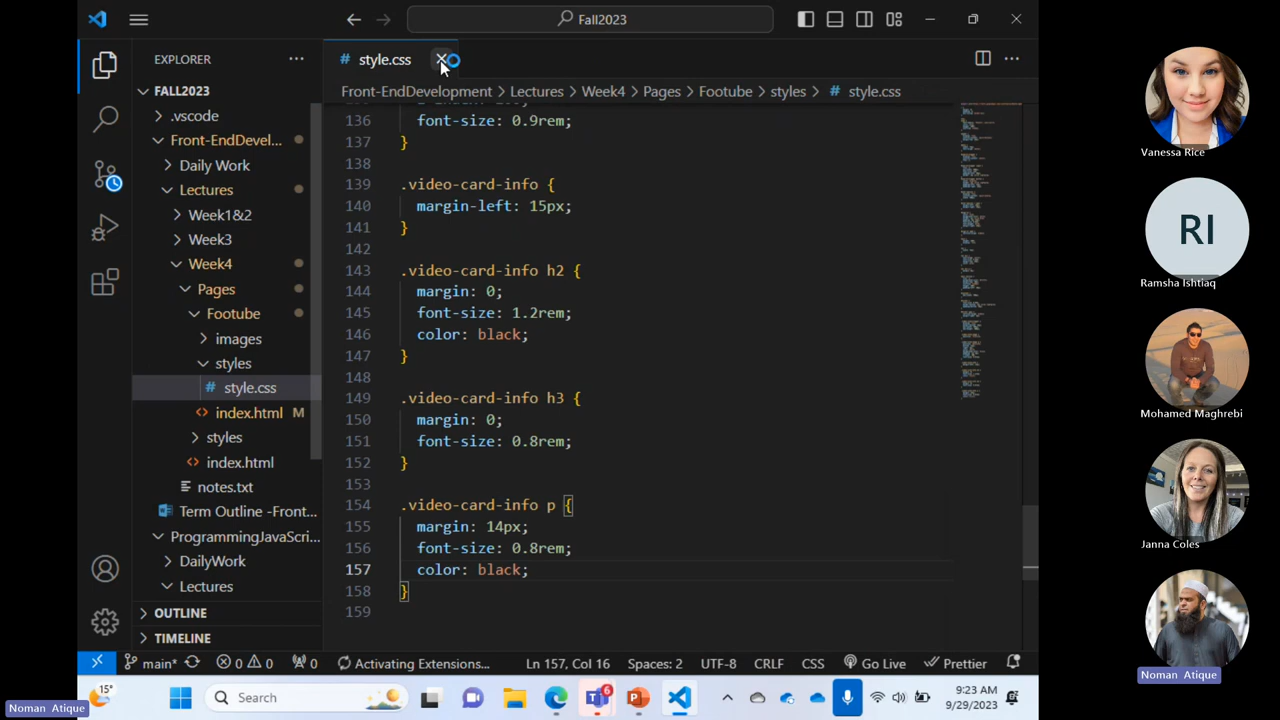 Fall2023
EXPLORER
FALL2023
.vscode
Front-EndDevel...
Daily Work
Lectures
Week1&2
Week3
Week4
Pages
Footube
images
styles
# style.css
index.html M
styles
index.html
notes.txt
Term Outline -Front...
ProgrammingJavaScri...
DailyWork
Lectures
OUTLINE
TIMELINE
# style.css
Front-EndDevelopment > Lectures > Week4 > Pages > Footube > styles > # style.css
136 font-size: 0.9rem;
137 }
138
139 .video-card-info {
140 margin-left: 15px;
141 }
142
143 .video-card-info h2 {
144 margin: 0;
145 font-size: 1.2rem;
146 color: black;
147 }
148
149 .video-card-info h3 {
150 margin: 0;
151 font-size: 0.8rem;
152 }
153
154 .video-card-info p {
155 margin: 14px;
156 font-size: 0.8rem;
157 color: black;
158 }
159
main* 0 0 0 Activating Extensions... Ln 157, Col 16 Spaces: 2 UTF-8 CRLF CSS Go Live Prettier
15° Search 6 9:23 AM
9/29/2023
Noman Atique
Vanessa Rice
RI
Ramsha Ishtiaq
Mohamed Maghrebi
Janna Coles
Noman Atique